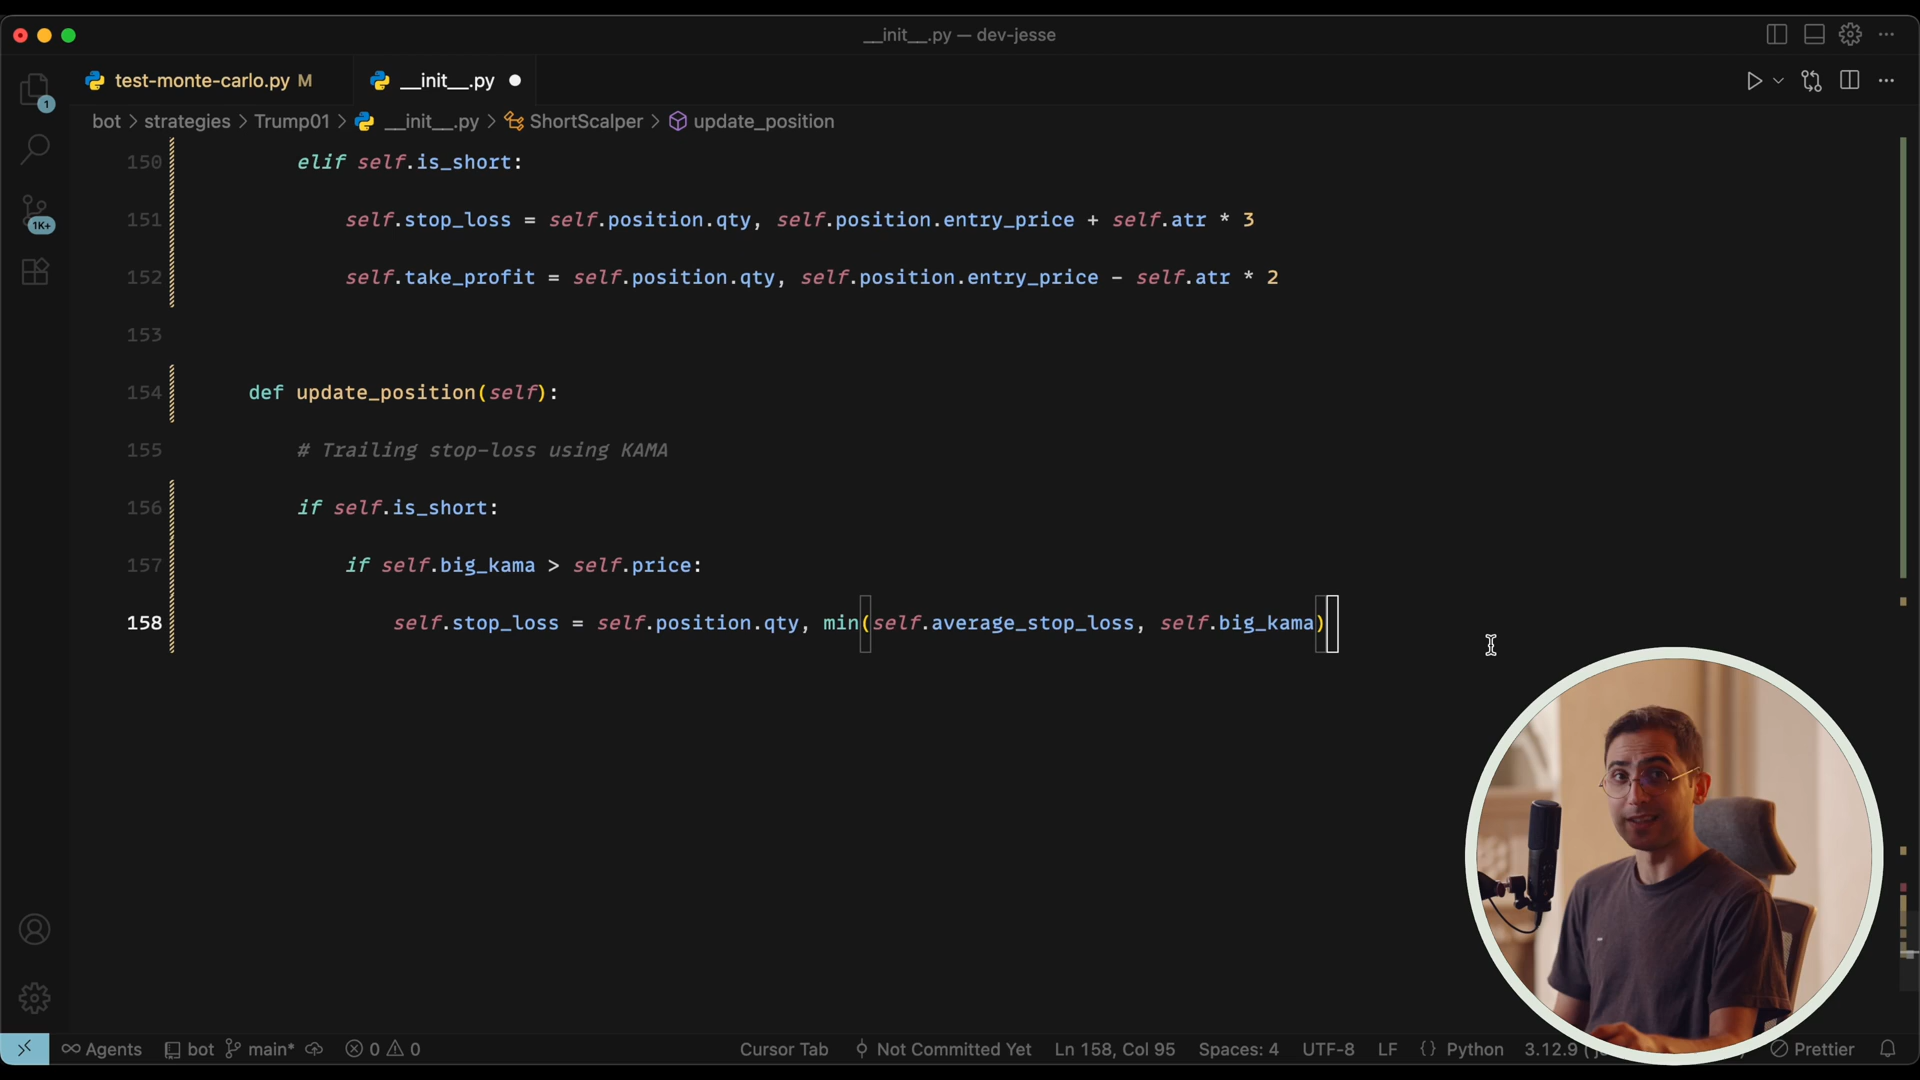 __init__.py — dev-jesse
test-monte-carlo.py M
__init__.py
1
bot > strategies > Trump01 > __init__.py > ShortScalper > update_position
150 elif self.is_short:
151 self.stop_loss = self.position.qty, self.position.entry_price + self.atr * 3
1K+
152 self.take_profit = self.position.qty, self.position.entry_price - self.atr * 2
153
154 def update_position(self):
155 # Trailing stop-loss using KAMA
156 if self.is_short:
157 if self.big_kama > self.price:
158 self.stop_loss = self.position.qty, min(self.average_stop_loss, self.big_kama)
Agents bot main* 0 0 Cursor Tab Not Committed Yet Ln 158, Col 95 Spaces: 4 UTF-8 LF {} Python 3.12.9 Prettier